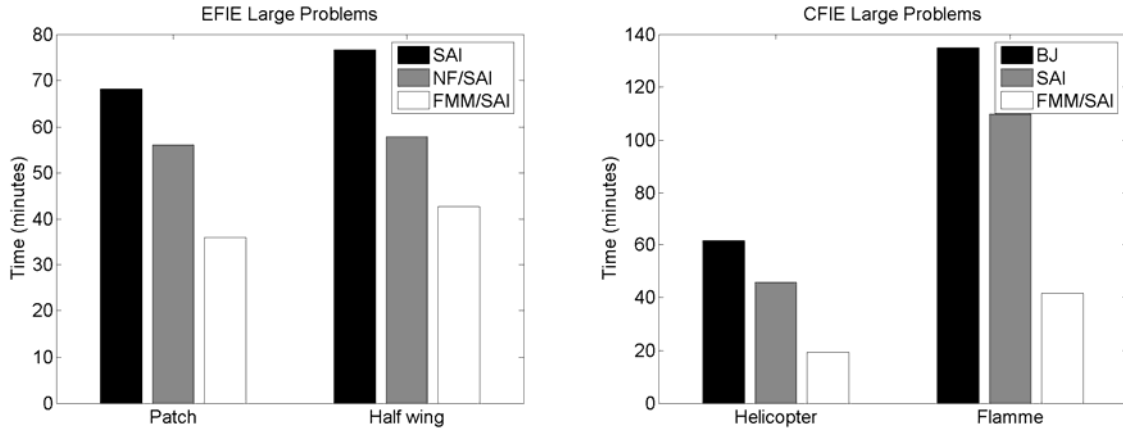 EFIE Large Problems
80
70
60
50
40
30
20
10
0
Time (minutes)
SAI
NF/SAI
FMM/SAI
Patch
Half wing
CFIE Large Problems
140
120
100
80
60
40
20
0
Time (minutes)
BJ
SAI
FMM/SAI
Helicopter
Flamme